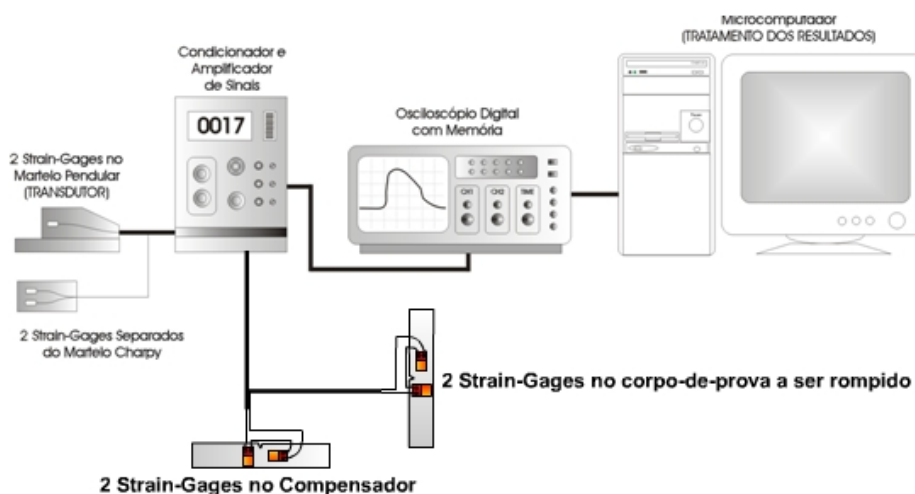 Microcomputador
(TRATAMENTO DOS RESULTADOS)
Condicionador e
Amplificador
de Sinais
0017
Osciloscópio Digital
com Memória
CH1 CH2 TIME
2 Strain-Gages no
Martelo Pendular
(TRANSDUTOR)
2 Strain-Gages Separados
do Martelo Charpy
2 Strain-Gages no corpo-de-prova a ser rompido
2 Strain-Gages no Compensador